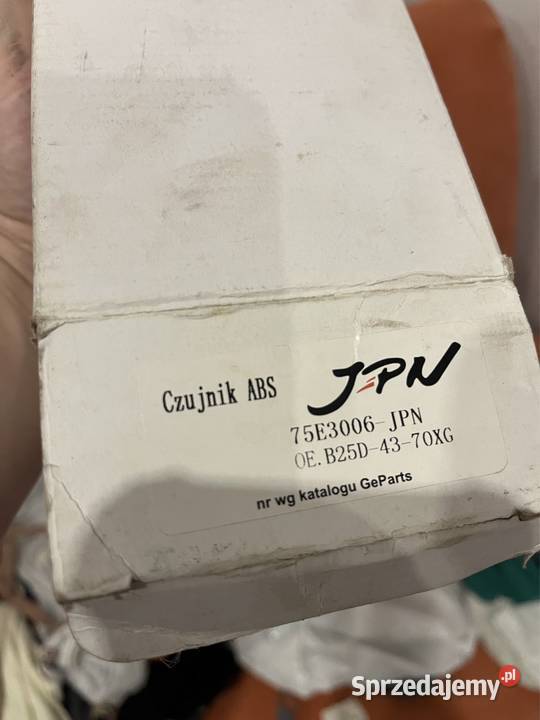 Czujnik ABS JPN
75E3006-JPN
OE.B25D-43-70XG
nr wg katalogu GeParts
Sprzedajemy.pl